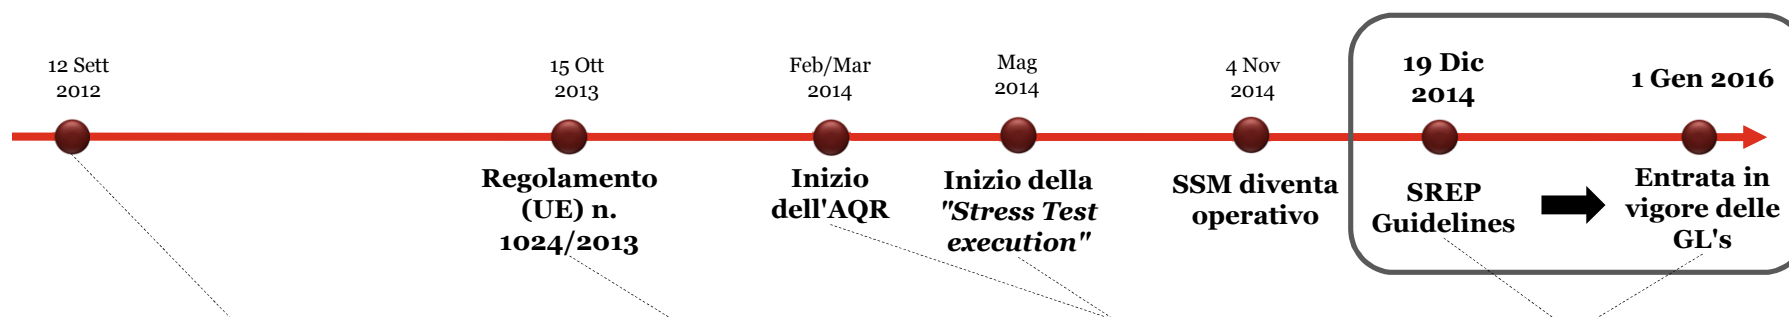 12 Sett
2012
15 Ott
2013
Feb/Mar
2014
Mag
2014
4 Nov
2014
19 Dic
2014
1 Gen 2016
Regolamento
(UE) n.
1024/2013
Inizio
dell'AQR
Inizio della
"Stress Test
execution"
SSM diventa
operativo
SREP
Guidelines
Entrata in
vigore delle
GL's